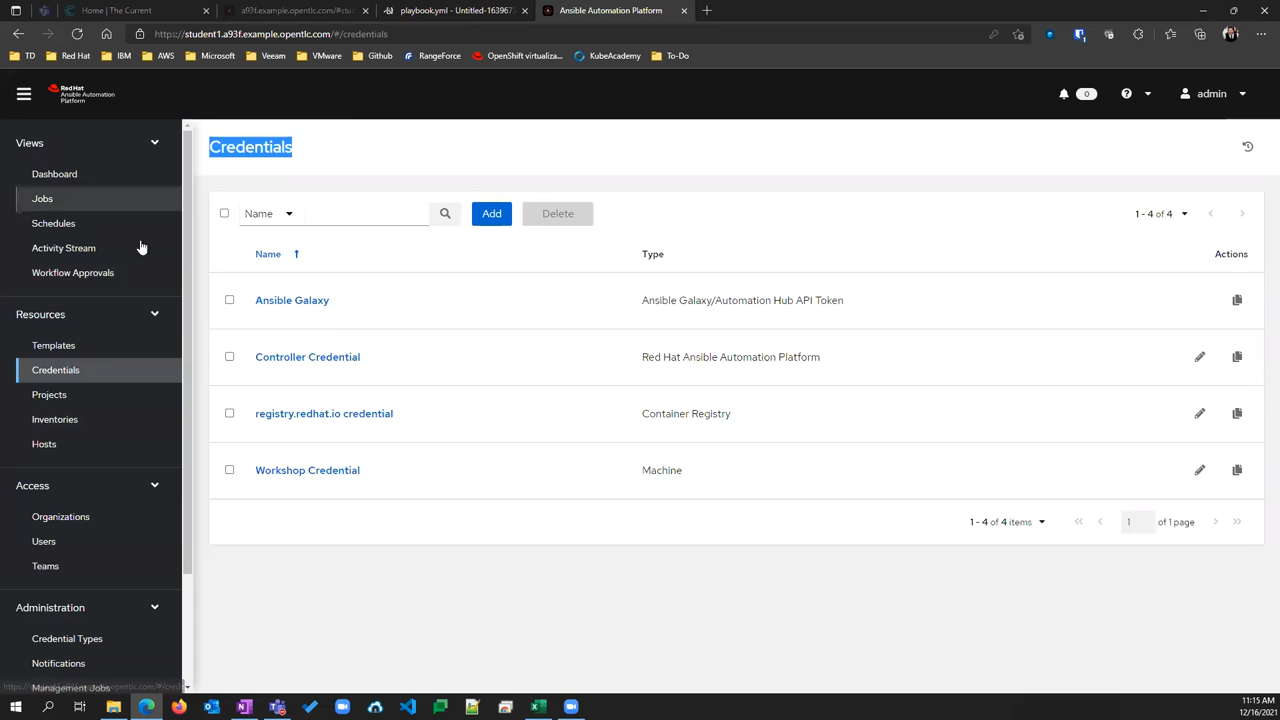 Home | The Current
a93f.example.opentlc.com/#stu
playbook.yml - Untitled-163967
Ansible Automation Platform
https://student1.a93f.example.opentlc.com/#/credentials
TD
Red Hat
IBM
AWS
Microsoft
Veeam
VMware
Github
RangeForce
OpenShift virtualiza...
KubeAcademy
To-Do
Red Hat
Ansible Automation
Platform
0
admin
Views
Dashboard
Jobs
Schedules
Activity Stream
Workflow Approvals
Resources
Templates
Credentials
Projects
Inventories
Hosts
Access
Organizations
Users
Teams
Administration
Credential Types
Notifications
Management Jobs
Credentials
Name
Add
Delete
1 - 4 of 4
Name
Type
Actions
Ansible Galaxy
Ansible Galaxy/Automation Hub API Token
Controller Credential
Red Hat Ansible Automation Platform
registry.redhat.io credential
Container Registry
Workshop Credential
Machine
1 - 4 of 4 items
1
of 1 page
11:15 AM
12/16/2021